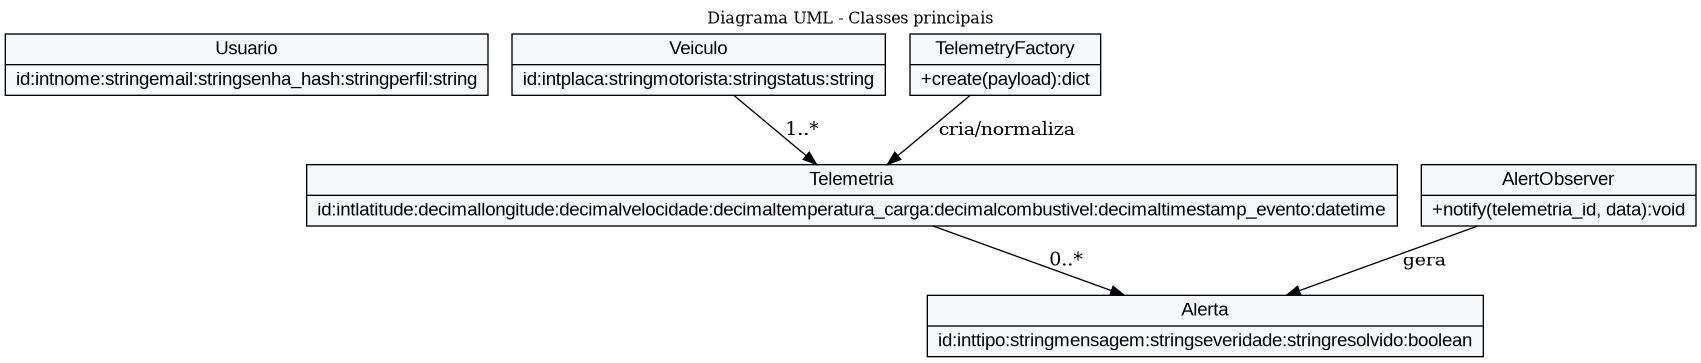 Diagrama UML - Classes principais
Usuario
id:intnome:stringemail:stringsenha_hash:stringperfil:string
Veiculo
id:intplaca:stringmotorista:stringstatus:string
TelemetryFactory
+create(payload):dict
1..*
cria/normaliza
Telemetria
id:intlatitude:decimallongitude:decimalvelocidade:decimaltemperatura_carga:decimalcombustivel:decimaltimestamp_evento:datetime
AlertObserver
+notify(telemetria_id, data):void
0..*
gera
Alerta
id:inttipo:stringmensagem:stringseveridade:stringresolvido:boolean